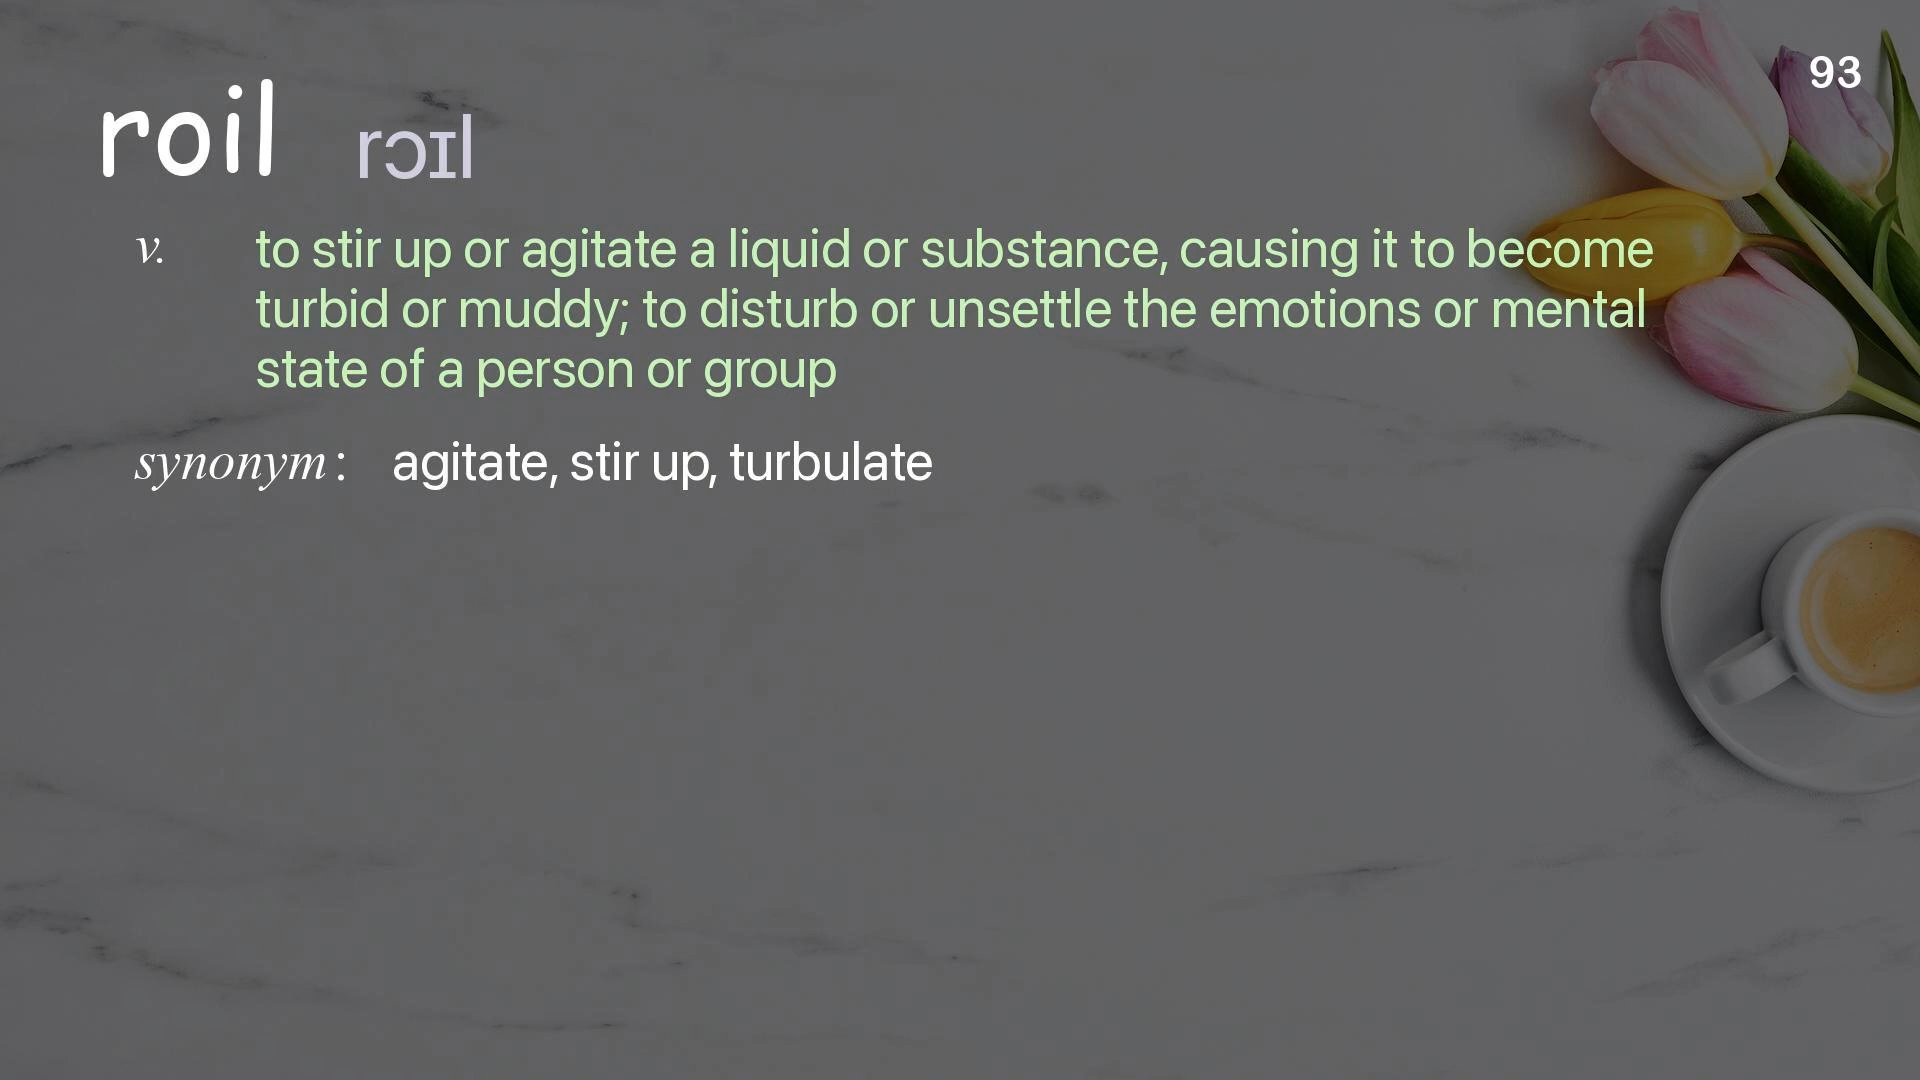 93
roil rɔɪl
v. to stir up or agitate a liquid or substance, causing it to become
turbid or muddy; to disturb or unsettle the emotions or mental
state of a person or group
synonym : agitate, stir up, turbulate